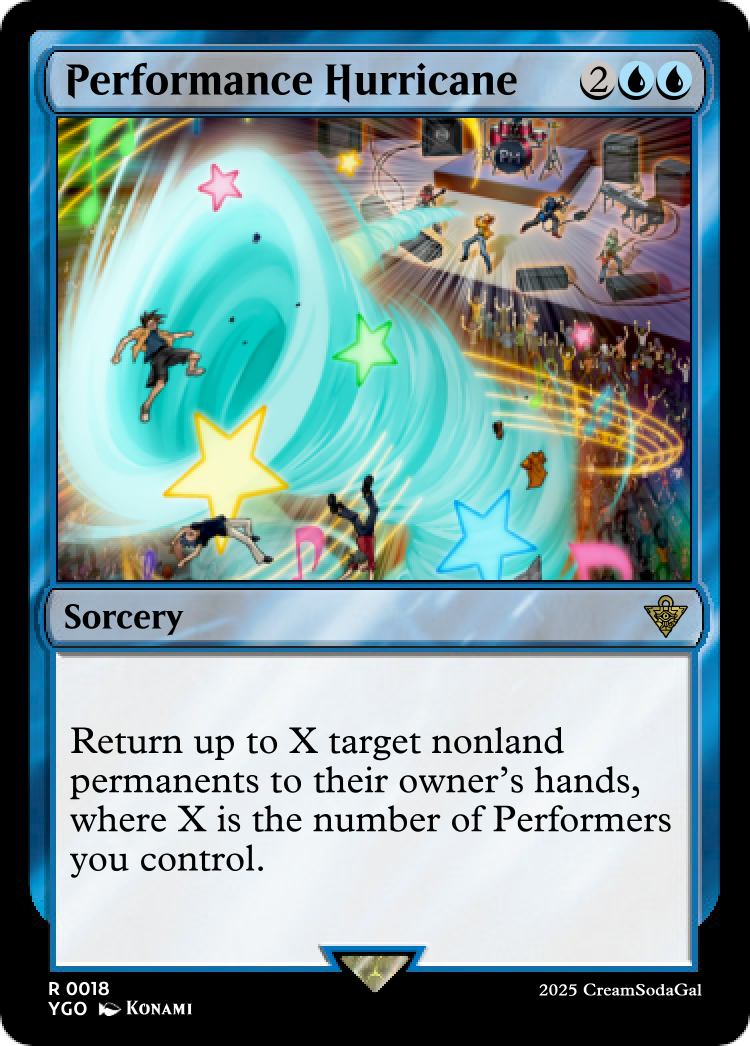 Performance Hurricane 2
PH
Sorcery
Return up to X target nonland
permanents to their owner's hands,
where X is the number of Performers
you control.
R 0018
YGO KONAMI
2025 CreamSodaGal